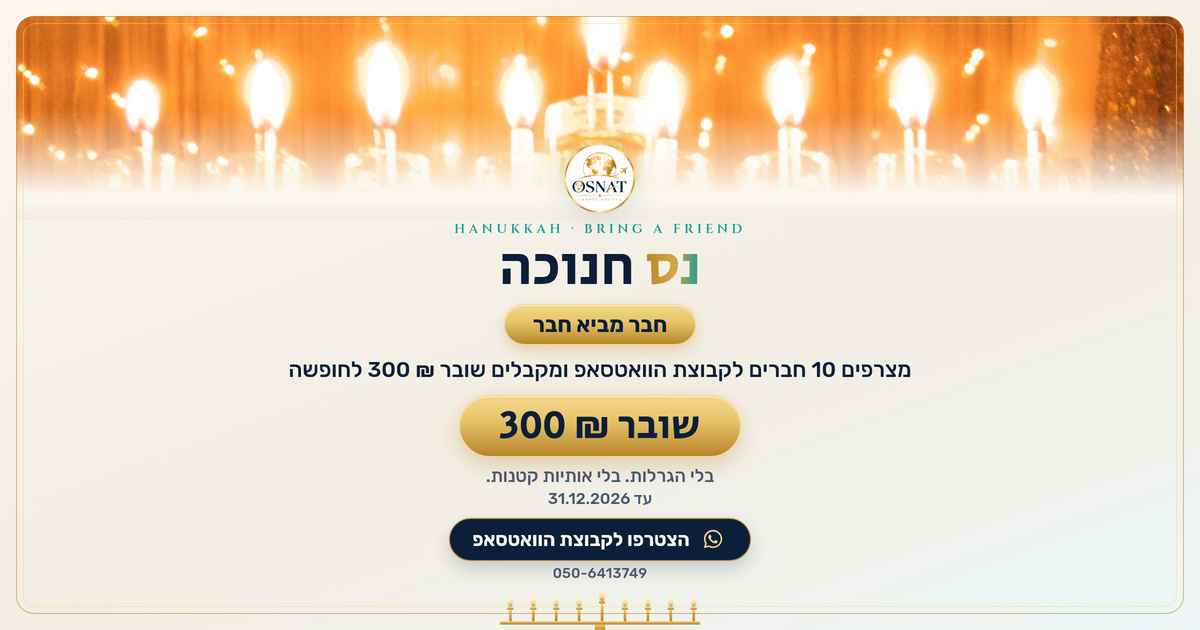 OSNAT
TRAVEL AGENCY
HANUKKAH · BRING A FRIEND
נס חנוכה
חבר מביא חבר
מצרפים 10 חברים לקבוצת הוואטסאפ ומקבלים שובר ₪ 300 לחופשה
שובר ₪ 300
בלי הגרלות. בלי אותיות קטנות.
עד 31.12.2026
הצטרפו לקבוצת הוואטסאפ
050-6413749